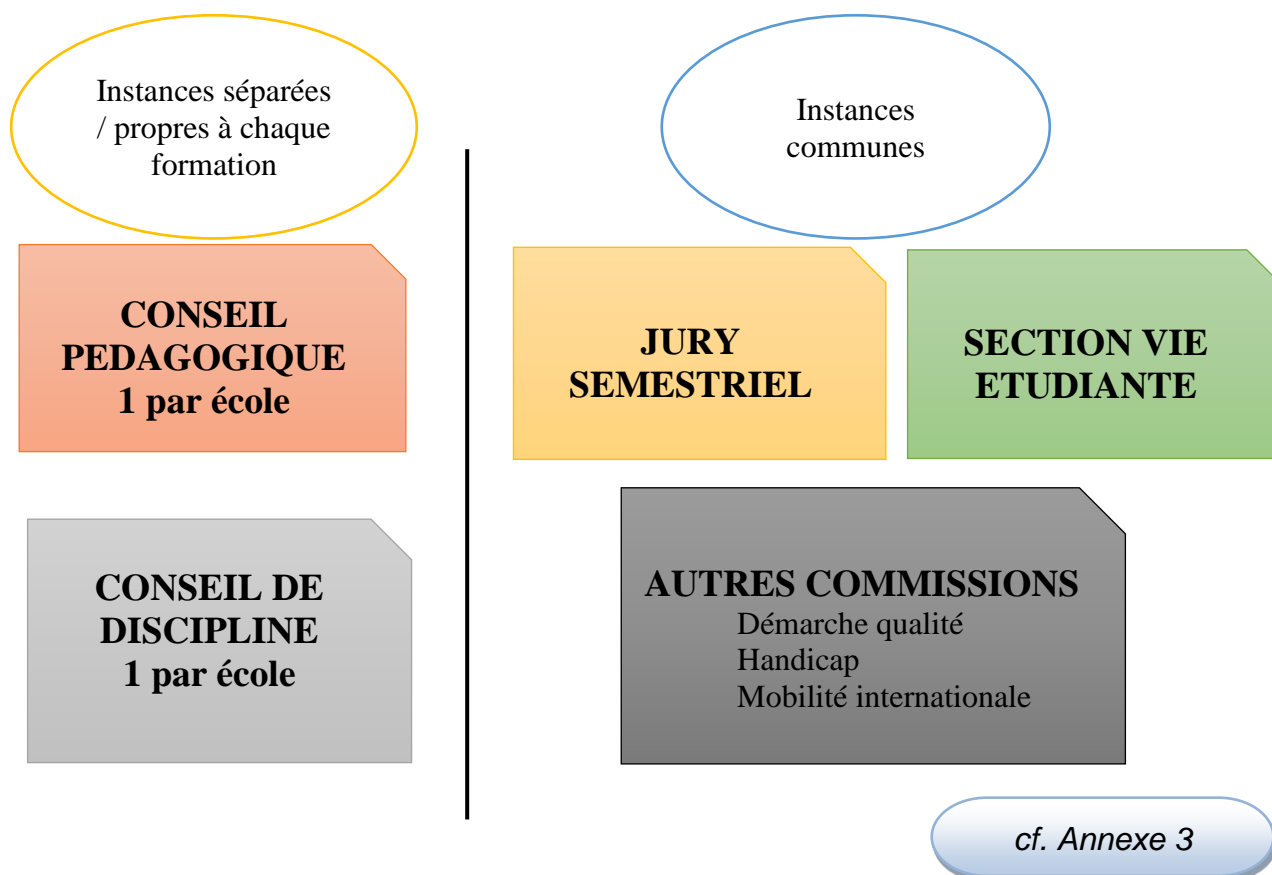 Instances séparées
/ propres à chaque
formation
CONSEIL
PEDAGOGIQUE
1 par école
CONSEIL DE
DISCIPLINE
1 par école
Instances
communes
JURY
SEMESTRIEL
SECTION VIE
ETUDIANTE
AUTRES COMMISSIONS
Démarche qualité
Handicap
Mobilité internationale
cf. Annexe 3